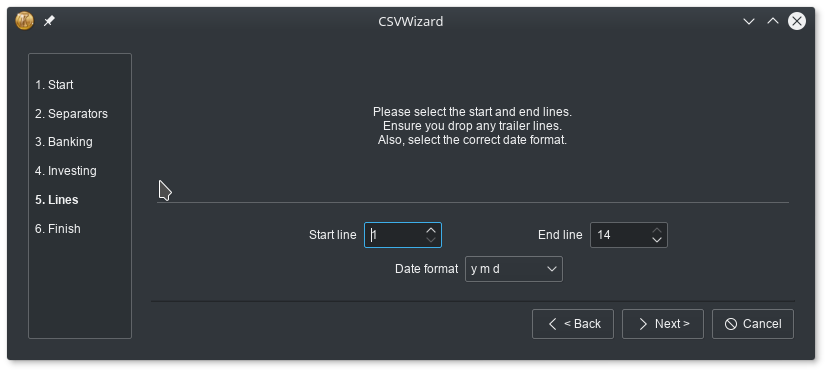 CSVWizard
1. Start
2. Separators
3. Banking
4. Investing
5. Lines
6. Finish
Please select the start and end lines.
Ensure you drop any trailer lines.
Also, select the correct date format.
Start line 1 End line 14
Date format y m d
< Back Next > Cancel